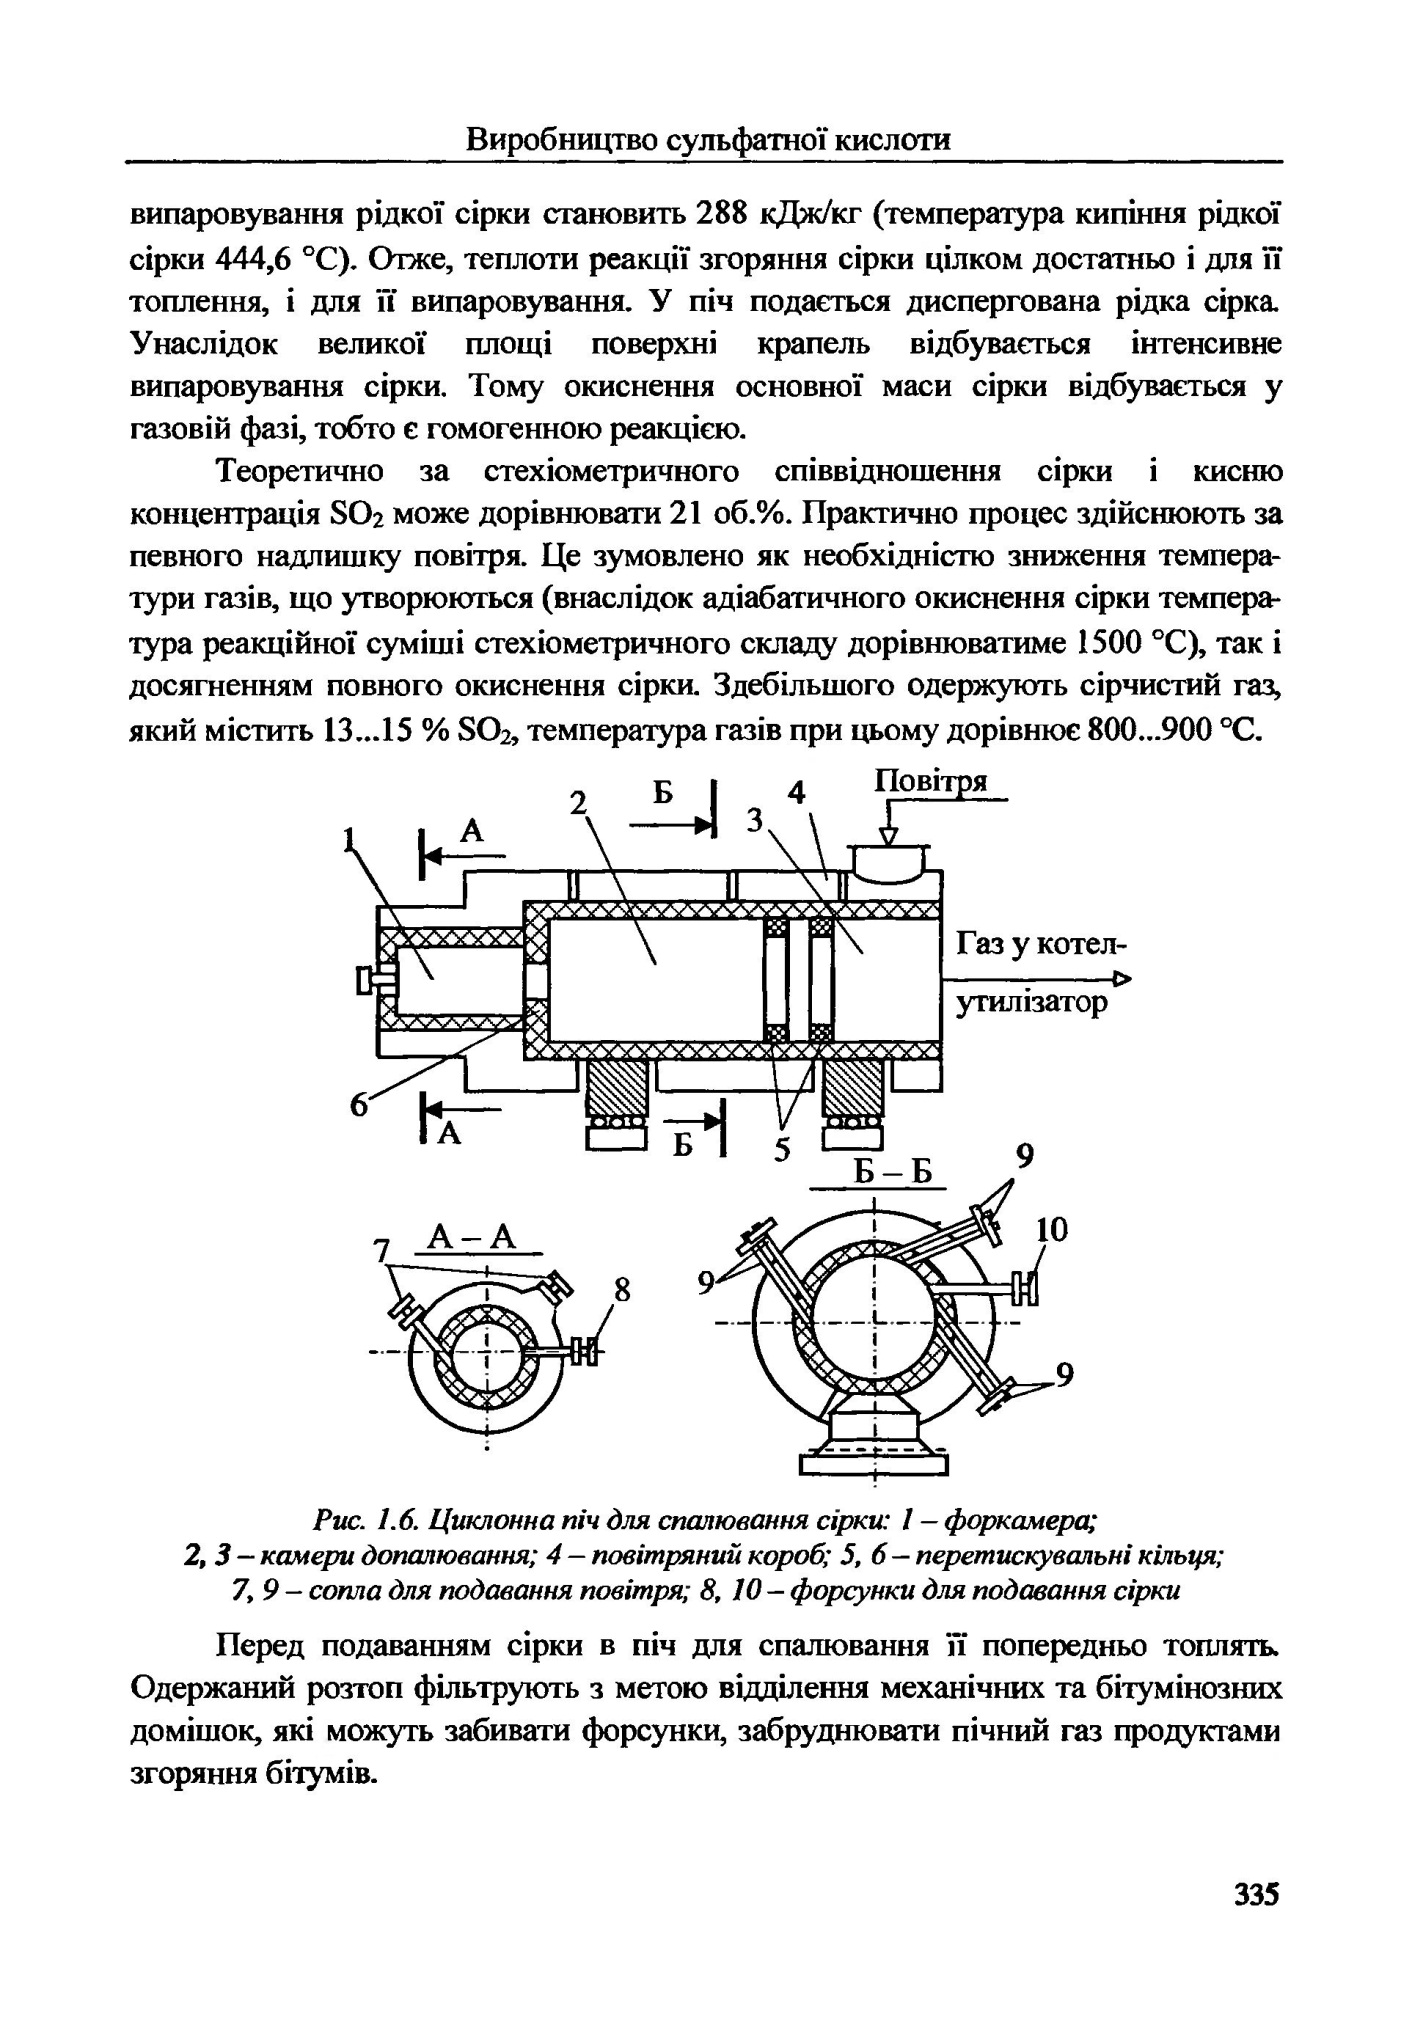 Виробництво сульфатної кислоти
випаровування рідкої сірки становить 288 кДж/кг (температура кипіння рідкої
сірки 444,6 °С). Отже, теплоти реакції згоряння сірки цілком достатньо і для її
топлення, і для її випаровування. У піч подається диспергована рідка сірка.
Унаслідок великої площі поверхні крапель відбувається інтенсивне
випаровування сірки. Тому окиснення основної маси сірки відбувається у
газовій фазі, тобто є гомогенною реакцією.
Теоретично за стехіометричного співвідношення сірки і кисню
концентрація SO₂ може дорівнювати 21 об.%. Практично процес здійснюють за
певного надлишку повітря. Це зумовлено як необхідністю зниження темпера-
тури газів, що утворюються (внаслідок адіабатичного окиснення сірки темпера-
тура реакційної суміші стехіометричного складу дорівнюватиме 1500 °С), так і
досягненням повного окиснення сірки. Здебільшого одержують сірчистий газ,
який містить 13...15 % SO₂, температура газів при цьому дорівнює 800...900 °С.
Повітря
2 Б 4
1 А 3
Газ у котел-
утилізатор
6
А Б 5
Б – Б 9
7 А – А 10
8 9
9
Рис. 1.6. Циклонна піч для спалювання сірки: 1 – форкамера;
2, 3 – камери допалювання; 4 – повітряний короб; 5, 6 – перетискувальні кільця;
7, 9 – сопла для подавання повітря; 8, 10 – форсунки для подавання сірки
Перед подаванням сірки в піч для спалювання її попередньо топлять.
Одержаний розтоп фільтрують з метою відділення механічних та бітумінозних
домішок, які можуть забивати форсунки, забруднювати пічний газ продуктами
згоряння бітумів.
335